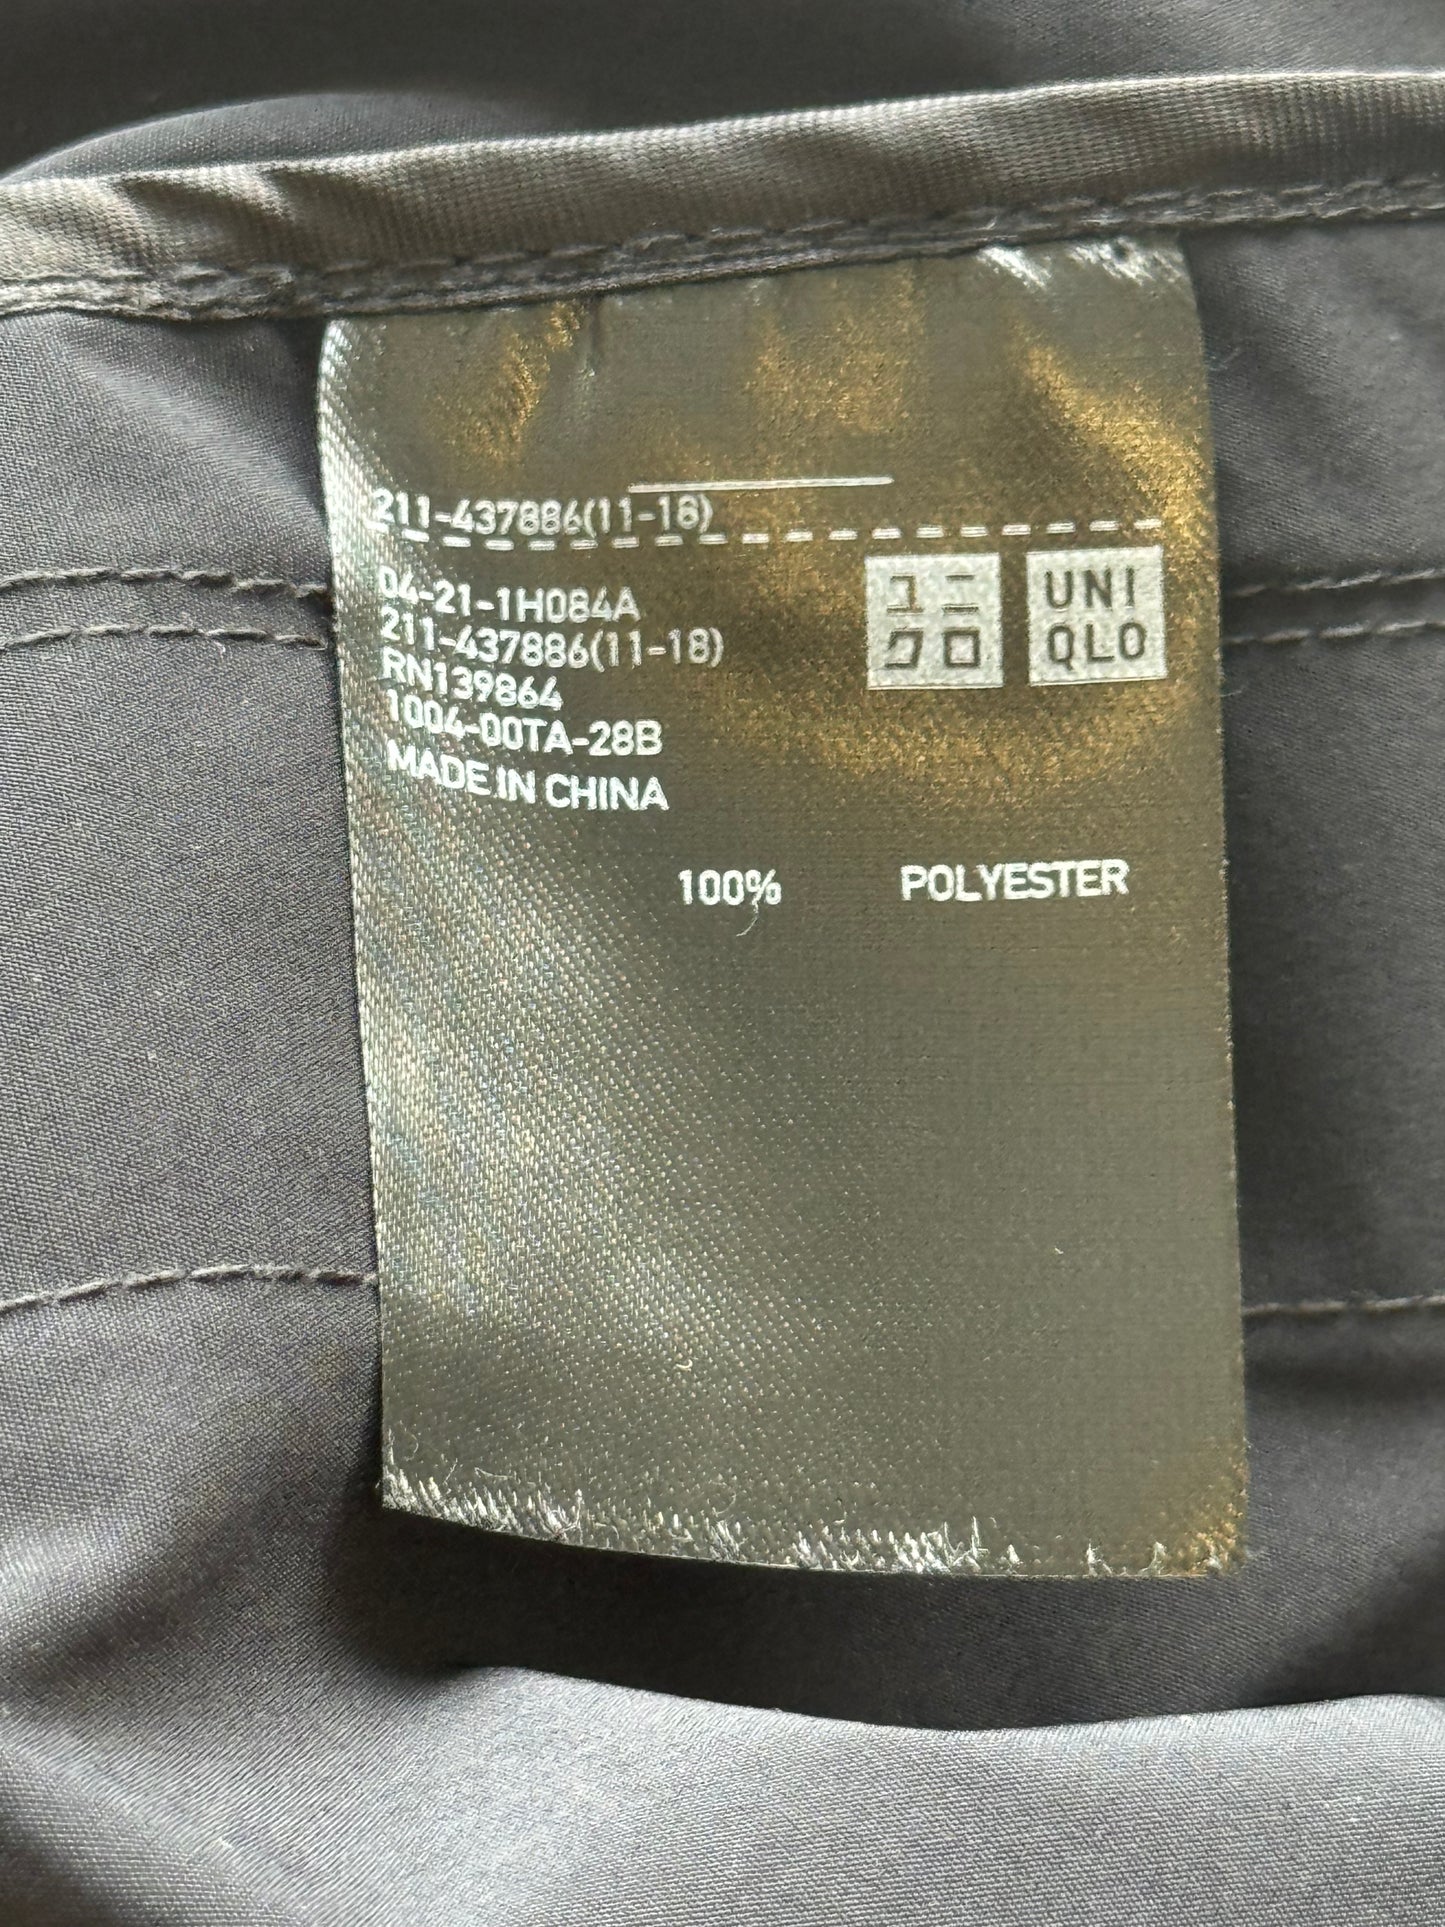 211-437886(11-18)
04-21-1H084A
211-437886(11-18)
RN139864
1004-00TA-28B
MADE IN CHINA
ユニ
クロ
UNI
QLO
100% POLYESTER